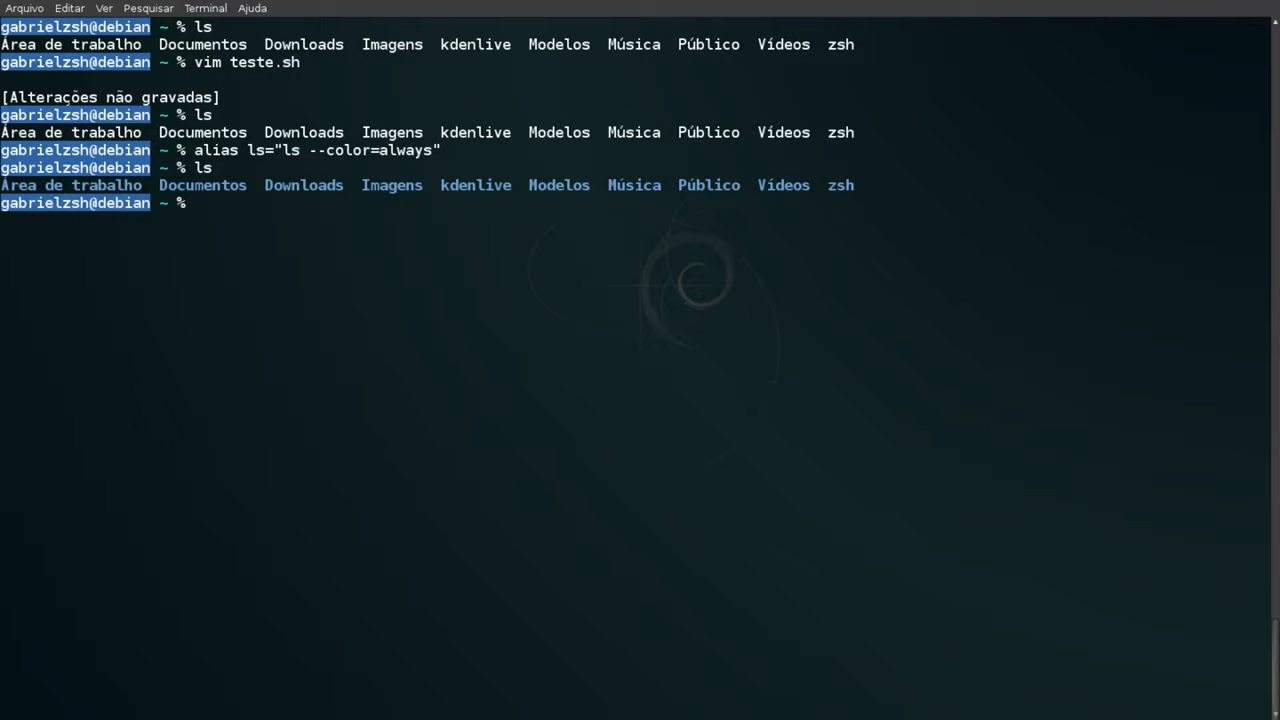 Arquivo Editar Ver Pesquisar Terminal Ajuda
gabrielzsh@debian ~ % ls
Área de trabalho Documentos Downloads Imagens kdenlive Modelos Música Público Vídeos zsh
gabrielzsh@debian ~ % vim teste.sh
[Alterações não gravadas]
gabrielzsh@debian ~ % ls
Área de trabalho Documentos Downloads Imagens kdenlive Modelos Música Público Vídeos zsh
gabrielzsh@debian ~ % alias ls="ls --color=always"
gabrielzsh@debian ~ % ls
Área de trabalho Documentos Downloads Imagens kdenlive Modelos Música Público Vídeos zsh
gabrielzsh@debian ~ %